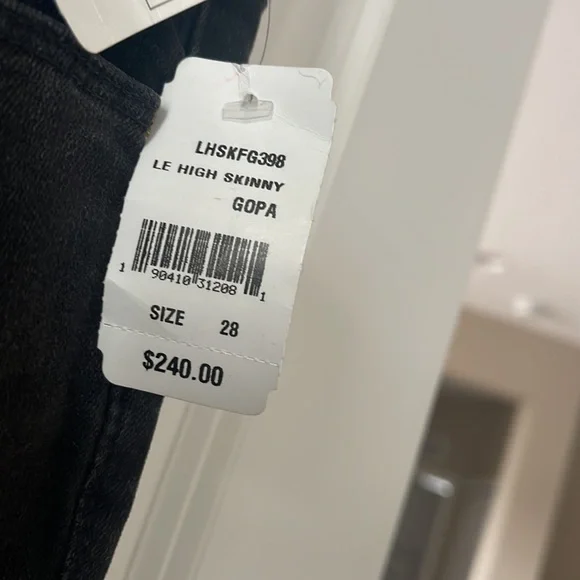 LHSKFG398
LE HIGH SKINNY
GOPA
1 90410 31208 1
SIZE 28
$240.00